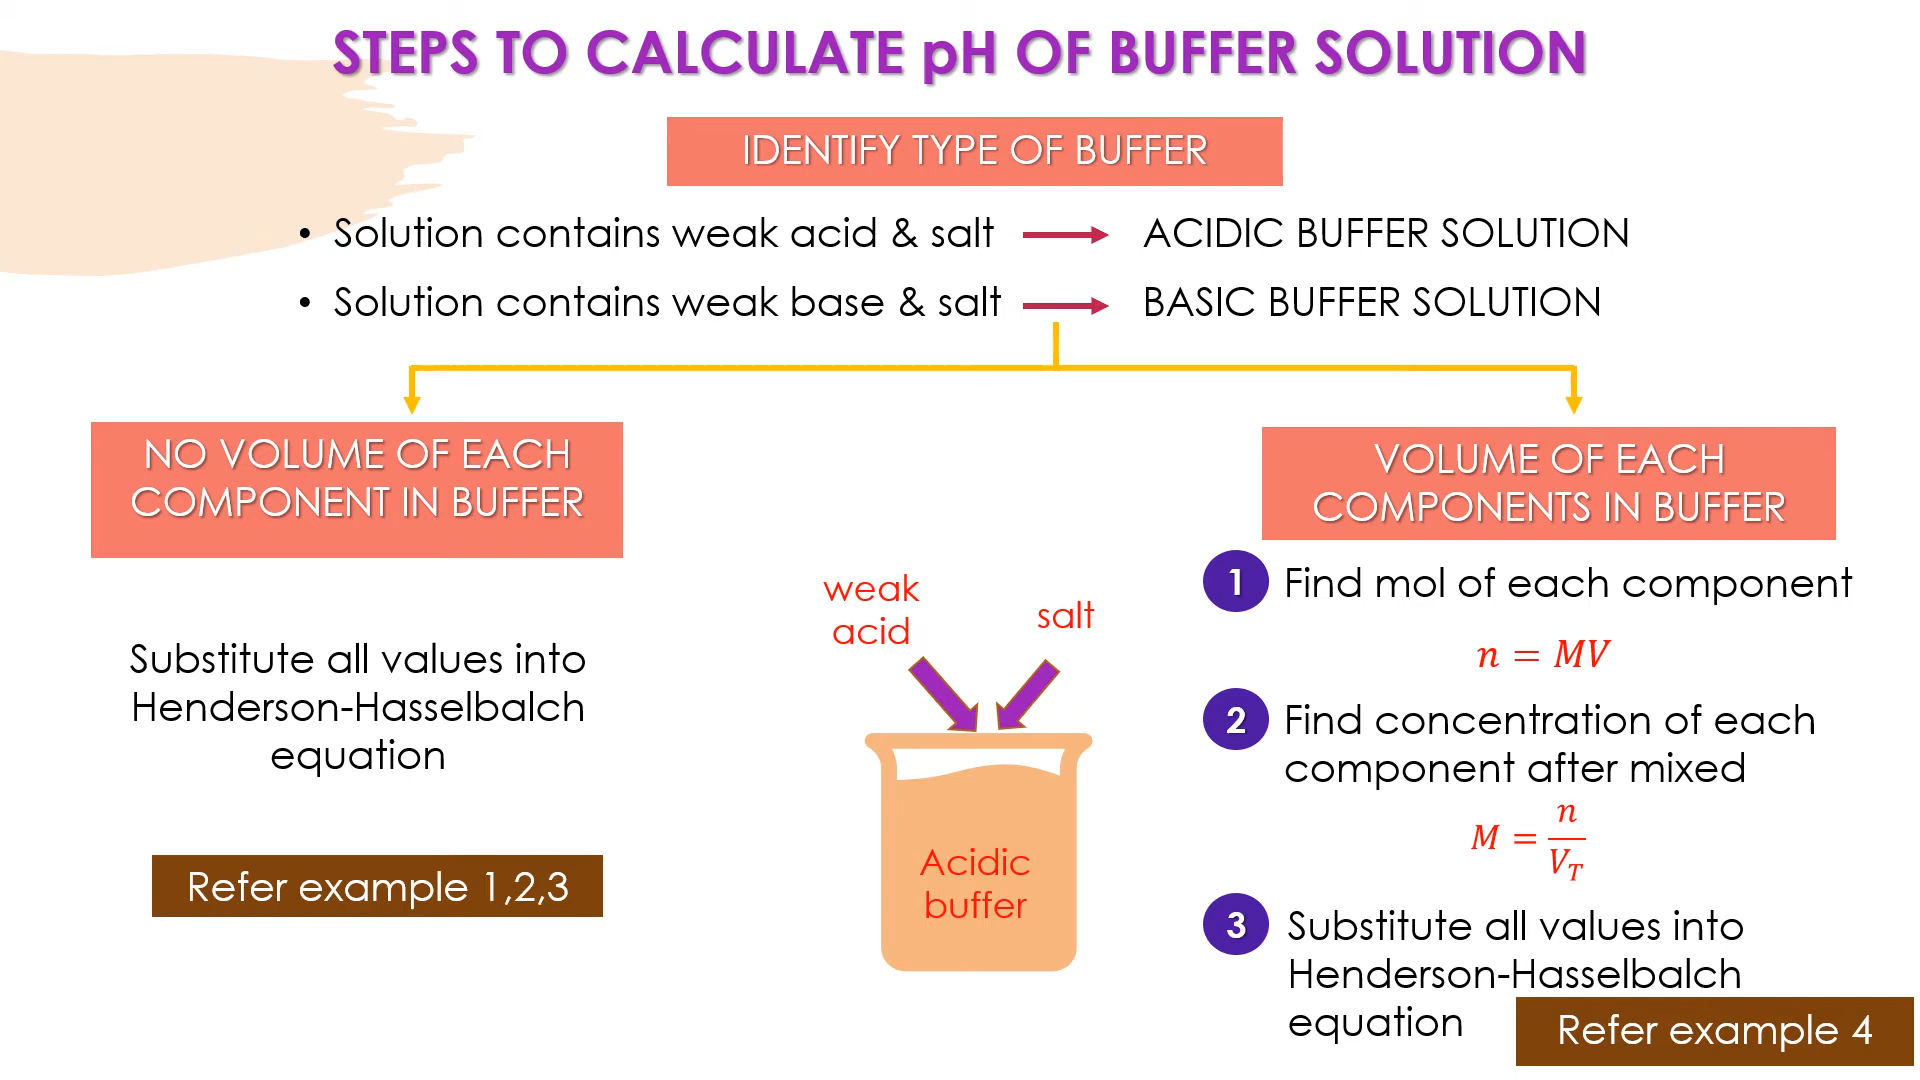 STEPS TO CALCULATE pH OF BUFFER SOLUTION
IDENTIFY TYPE OF BUFFER
• Solution contains weak acid & salt → ACIDIC BUFFER SOLUTION
• Solution contains weak base & salt → BASIC BUFFER SOLUTION
NO VOLUME OF EACH
COMPONENT IN BUFFER
Substitute all values into
Henderson-Hasselbalch
equation
Refer example 1,2,3
weak
acid
salt
Acidic
buffer
VOLUME OF EACH
COMPONENTS IN BUFFER
1 Find mol of each component
n = MV
2 Find concentration of each
component after mixed
M = n/V_T
3 Substitute all values into
Henderson-Hasselbalch
equation
Refer example 4